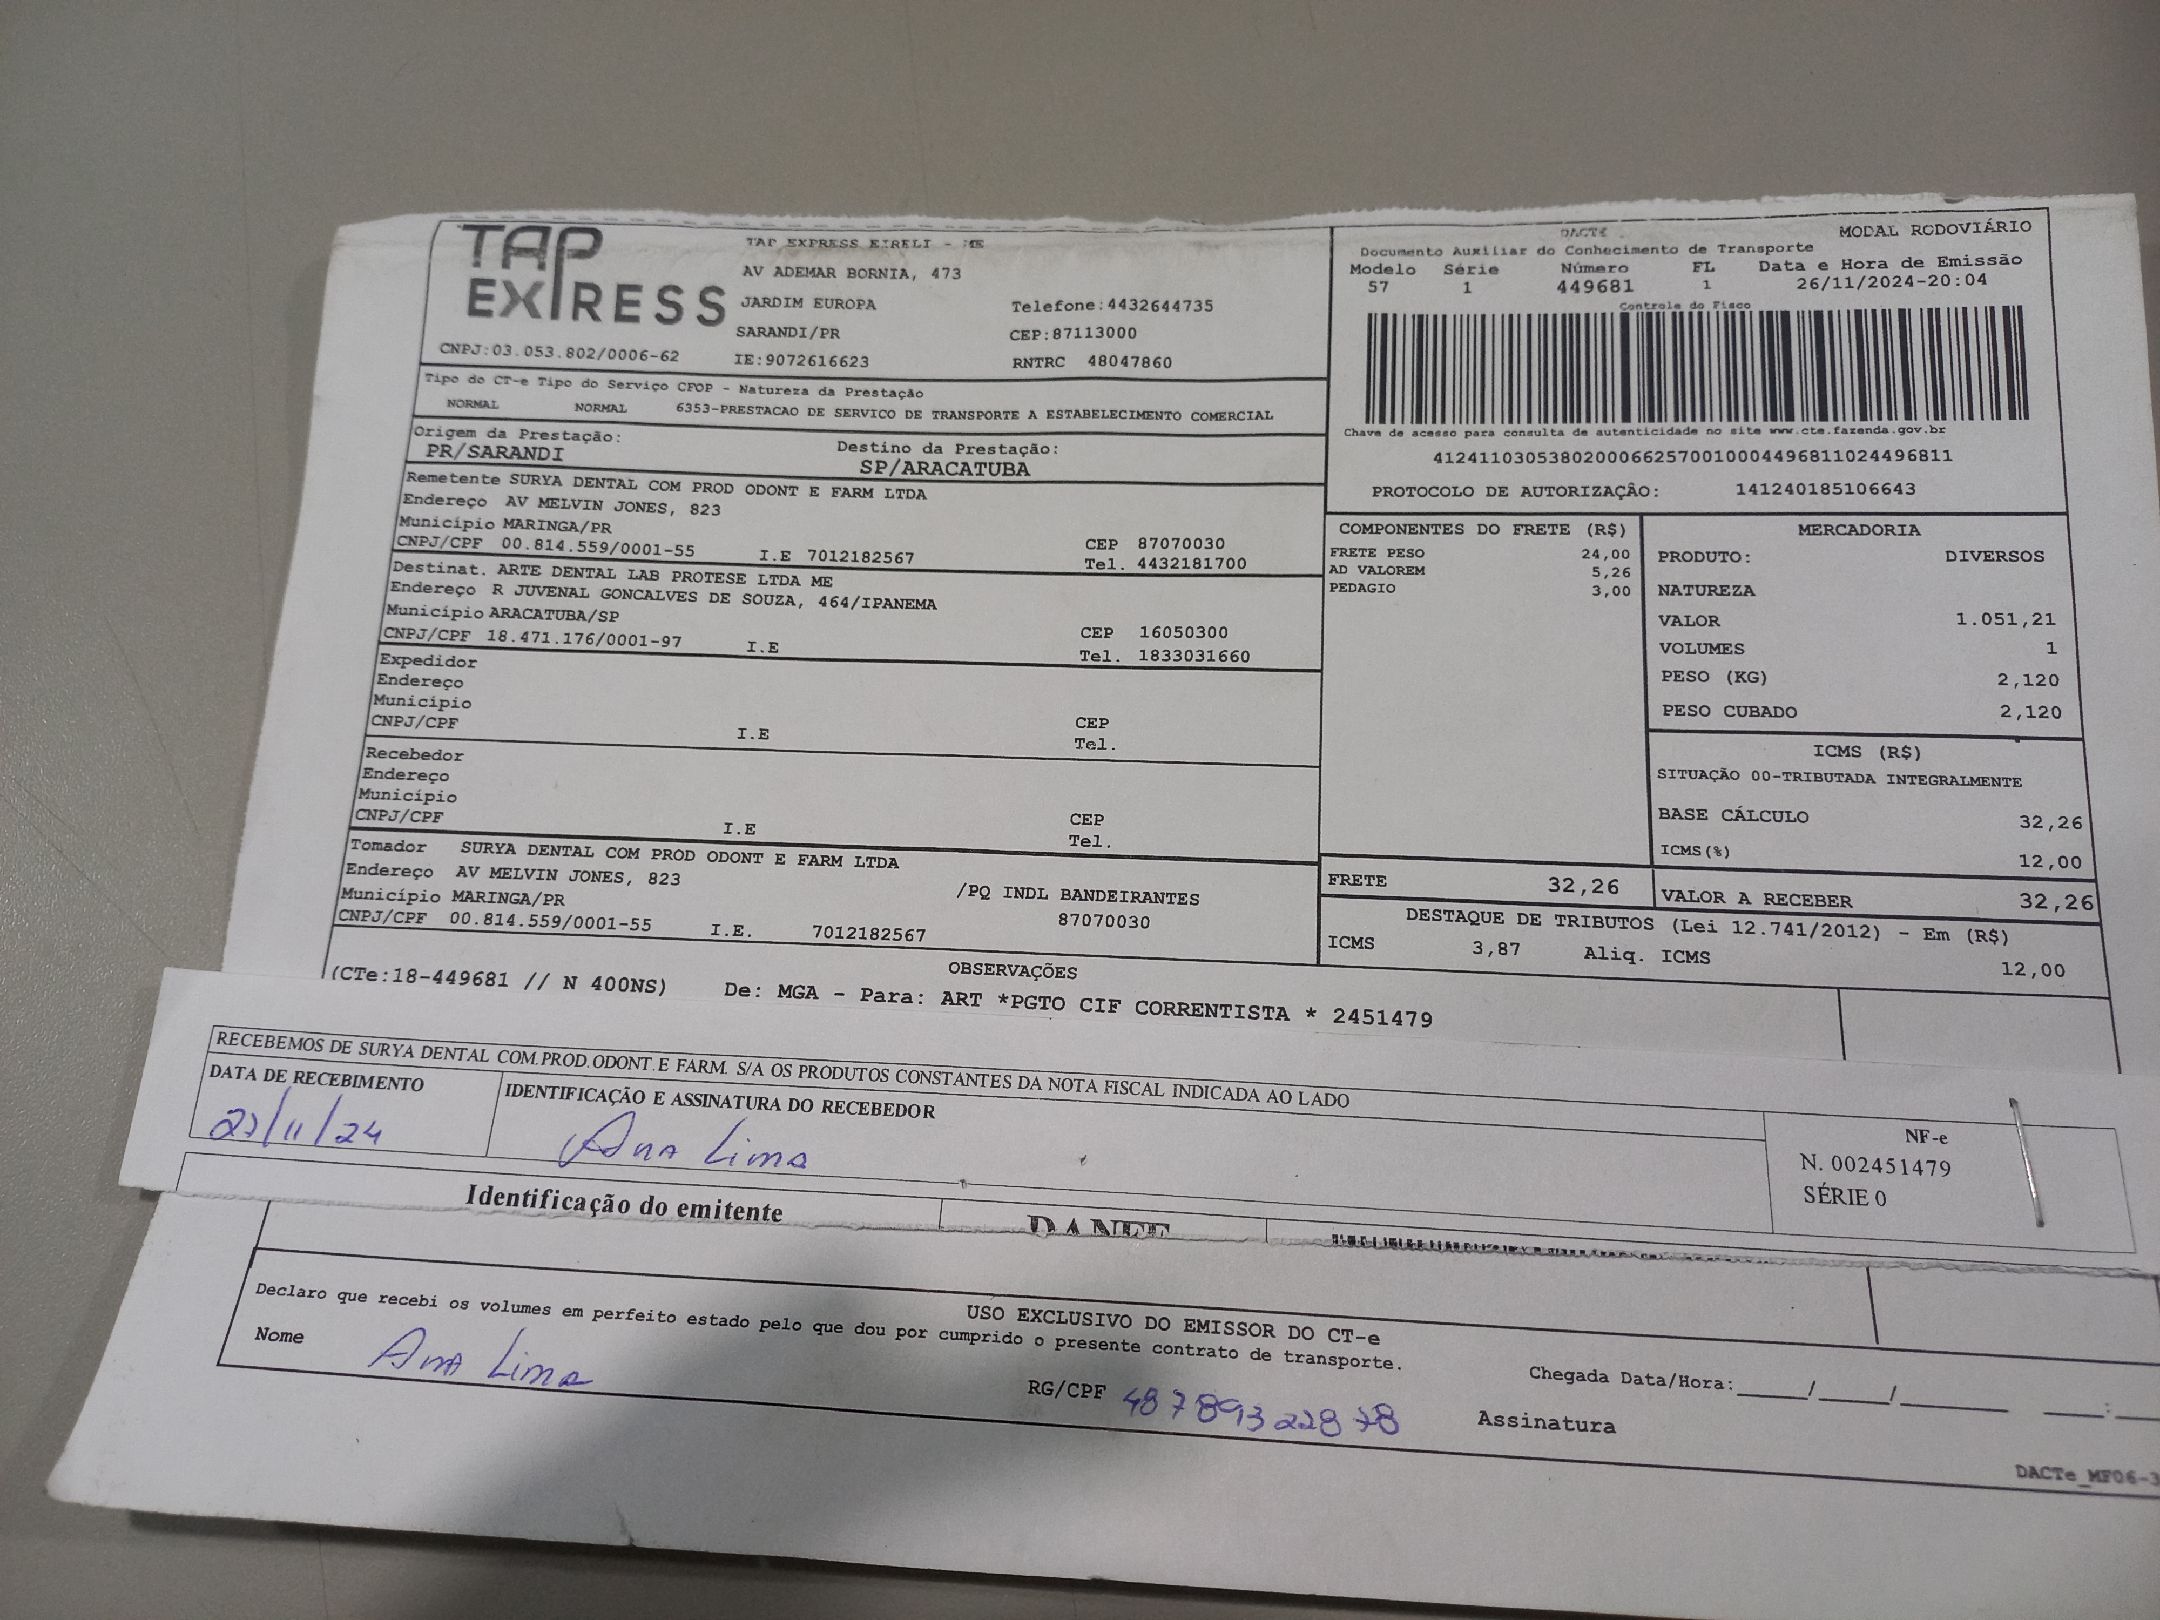 TAP EXPRESS
TAP EXPRESS EIRELI - ME
AV ADEMAR BORNIA, 473
JARDIM EUROPA Telefone:4432644735
SARANDI/PR CEP:87113000
CNPJ:03.053.802/0006-62 IE:9072616623 RNTRC 48047860
DACTE MODAL RODOVIÁRIO
Documento Auxiliar do Conhecimento de Transporte
Modelo Série Número FL Data e Hora de Emissão
57 1 449681 1 26/11/2024-20:04
Controle do Fisco
Chave de acesso para consulta de autenticidade no site www.cte.fazenda.gov.br
41241103053802000662570010004496811024496811
PROTOCOLO DE AUTORIZAÇÃO: 141240185106643
Tipo do CT-e Tipo do Serviço CFOP - Natureza da Prestação
NORMAL NORMAL 6353-PRESTACAO DE SERVICO DE TRANSPORTE A ESTABELECIMENTO COMERCIAL
Origem da Prestação: Destino da Prestação:
PR/SARANDI SP/ARACATUBA
Remetente SURYA DENTAL COM PROD ODONT E FARM LTDA
Endereço AV MELVIN JONES, 823
Município MARINGA/PR CEP 87070030
CNPJ/CPF 00.814.559/0001-55 I.E 7012182567 Tel. 4432181700
Destinat. ARTE DENTAL LAB PROTESE LTDA ME
Endereço R JUVENAL GONCALVES DE SOUZA, 464/IPANEMA
Município ARACATUBA/SP CEP 16050300
CNPJ/CPF 18.471.176/0001-97 I.E Tel. 1833031660
Expedidor
Endereço
Município CEP
CNPJ/CPF I.E Tel.
Recebedor
Endereço
Município CEP
CNPJ/CPF I.E Tel.
Tomador SURYA DENTAL COM PROD ODONT E FARM LTDA
Endereço AV MELVIN JONES, 823 /PQ INDL BANDEIRANTES
Município MARINGA/PR 87070030
CNPJ/CPF 00.814.559/0001-55 I.E. 7012182567
COMPONENTES DO FRETE (R$)
FRETE PESO 24,00
AD VALOREM 5,26
PEDAGIO 3,00
FRETE 32,26
MERCADORIA
PRODUTO: DIVERSOS
NATUREZA
VALOR 1.051,21
VOLUMES 1
PESO (KG) 2,120
PESO CUBADO 2,120
ICMS (R$)
SITUAÇÃO 00-TRIBUTADA INTEGRALMENTE
BASE CÁLCULO 32,26
ICMS(%) 12,00
VALOR A RECEBER 32,26
DESTAQUE DE TRIBUTOS (Lei 12.741/2012) - Em (R$)
ICMS 3,87 Aliq. ICMS 12,00
OBSERVAÇÕES
(CTe:18-449681 // N 400NS) De: MGA - Para: ART *PGTO CIF CORRENTISTA * 2451479
RECEBEMOS DE SURYA DENTAL COM.PROD.ODONT.E FARM. S/A OS PRODUTOS CONSTANTES DA NOTA FISCAL INDICADA AO LADO
DATA DE RECEBIMENTO IDENTIFICAÇÃO E ASSINATURA DO RECEBEDOR
27/11/24 Ana Lima
NF-e
N. 002451479
SÉRIE 0
Identificação do emitente DANFE
USO EXCLUSIVO DO EMISSOR DO CT-e
Declaro que recebi os volumes em perfeito estado pelo que dou por cumprido o presente contrato de transporte.
Nome Ana Lima RG/CPF 48789322878
Chegada Data/Hora:_____/_____/_______ ____:___
Assinatura
DACTe_MF06-3